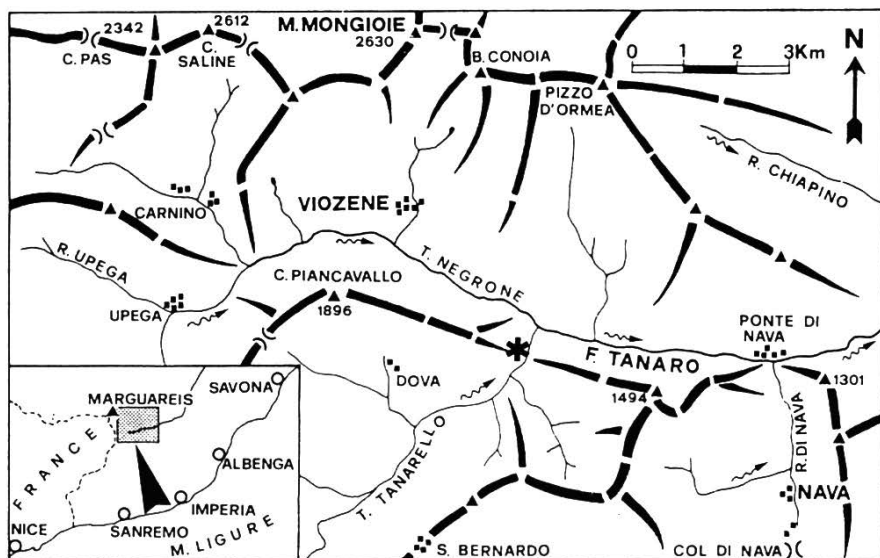 2342
2612
C. PAS
C.
SALINE
M. MONGIOIE
2630
B. CONOIA
0 1 2 3Km
N
PIZZO
D'ORMEA
R. CHIAPINO
CARNINO
VIOZENE
R. UPEGA
T. NEGRONE
C. PIANCAVALLO
1896
UPEGA
PONTE DI
NAVA
F. TANARO
DOVA
1494
1301
T. TANARELLO
R. DI NAVA
NAVA
S. BERNARDO
COL DI NAVA
SAVONA
MARGUAREIS
FRANCE
ALBENGA
IMPERIA
SANREMO
NICE
M. LIGURE